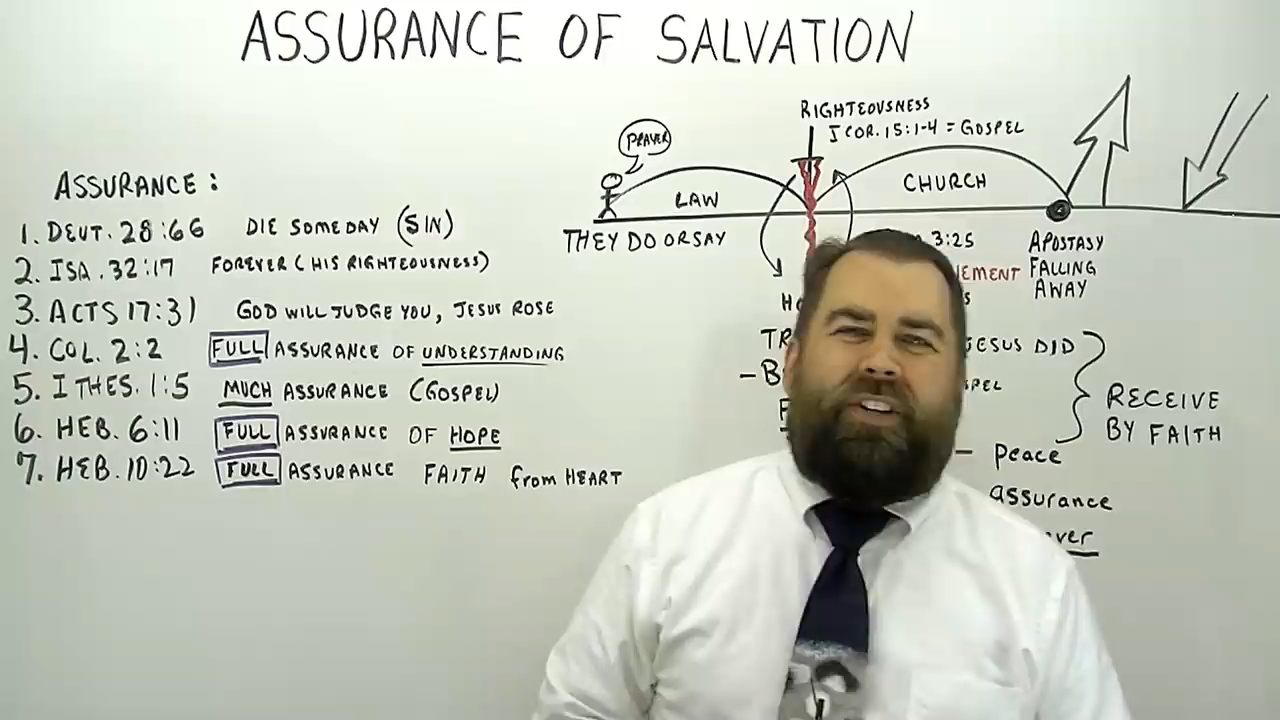 ASSURANCE OF SALVATION
ASSURANCE:
1. DEUT. 28:66 DIE SOMEDAY (SIN)
2. ISA. 32:17 FOREVER (HIS RIGHTEOUSNESS)
3. ACTS 17:31 GOD WILL JUDGE YOU, JESUS ROSE
4. COL. 2:2 FULL ASSURANCE OF UNDERSTANDING
5. I THES. 1:5 MUCH ASSURANCE (GOSPEL)
6. HEB. 6:11 FULL ASSURANCE OF HOPE
7. HEB. 10:22 FULL ASSURANCE FAITH from HEART
PRAYER
RIGHTEOUSNESS
I COR. 15:1-4 = GOSPEL
LAW
CHURCH
THEY DO OR SAY
3:25
APOSTASY
FALLING
AWAY
JESUS DID
RECEIVE
BY FAITH
- peace
assurance